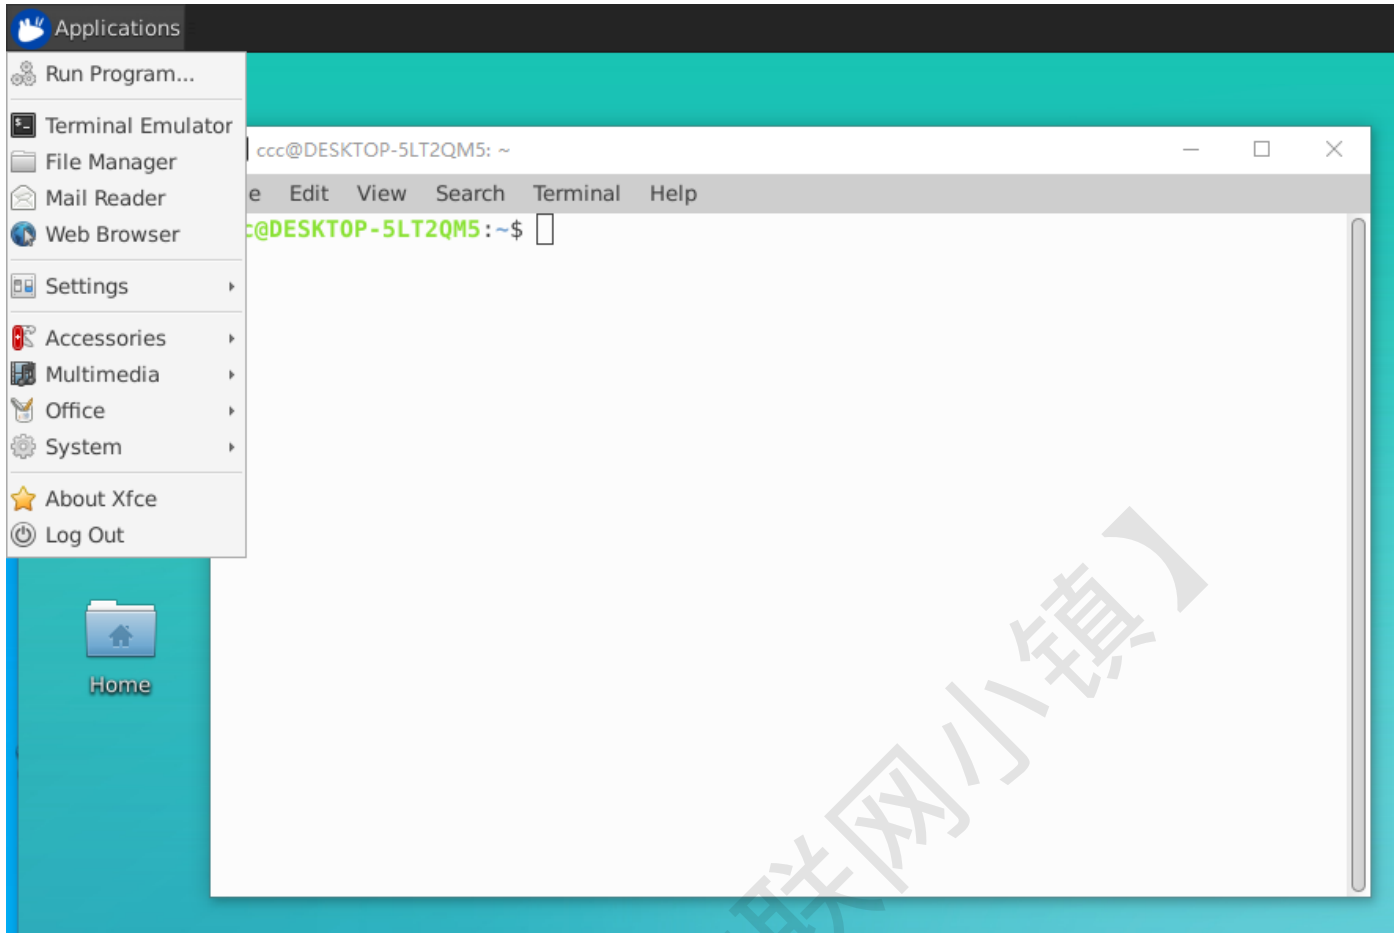 Applications
Run Program...
Terminal Emulator
File Manager
Mail Reader
Web Browser
Settings
Accessories
Multimedia
Office
System
About Xfce
Log Out
ccc@DESKTOP-5LT2QM5: ~
e Edit View Search Terminal Help
c@DESKTOP-5LT2QM5:~$
Home
联网小镇】